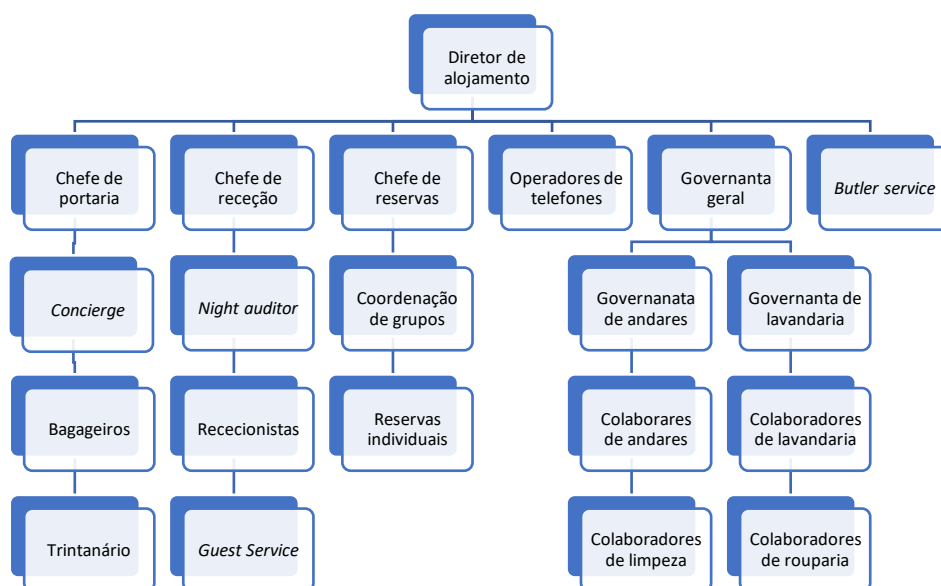 Diretor de
alojamento
Chefe de
portaria
Chefe de
receção
Chefe de
reservas
Operadores de
telefones
Governanta
geral
Butler service
Concierge
Night auditor
Coordenação
de grupos
Governanata
de andares
Governanta de
lavandaria
Bagageiros
Rececionistas
Reservas
individuais
Colaborares
de andares
Colaboradores
de lavandaria
Trintanário
Guest Service
Colaboradores
de limpeza
Colaboradores
de rouparia